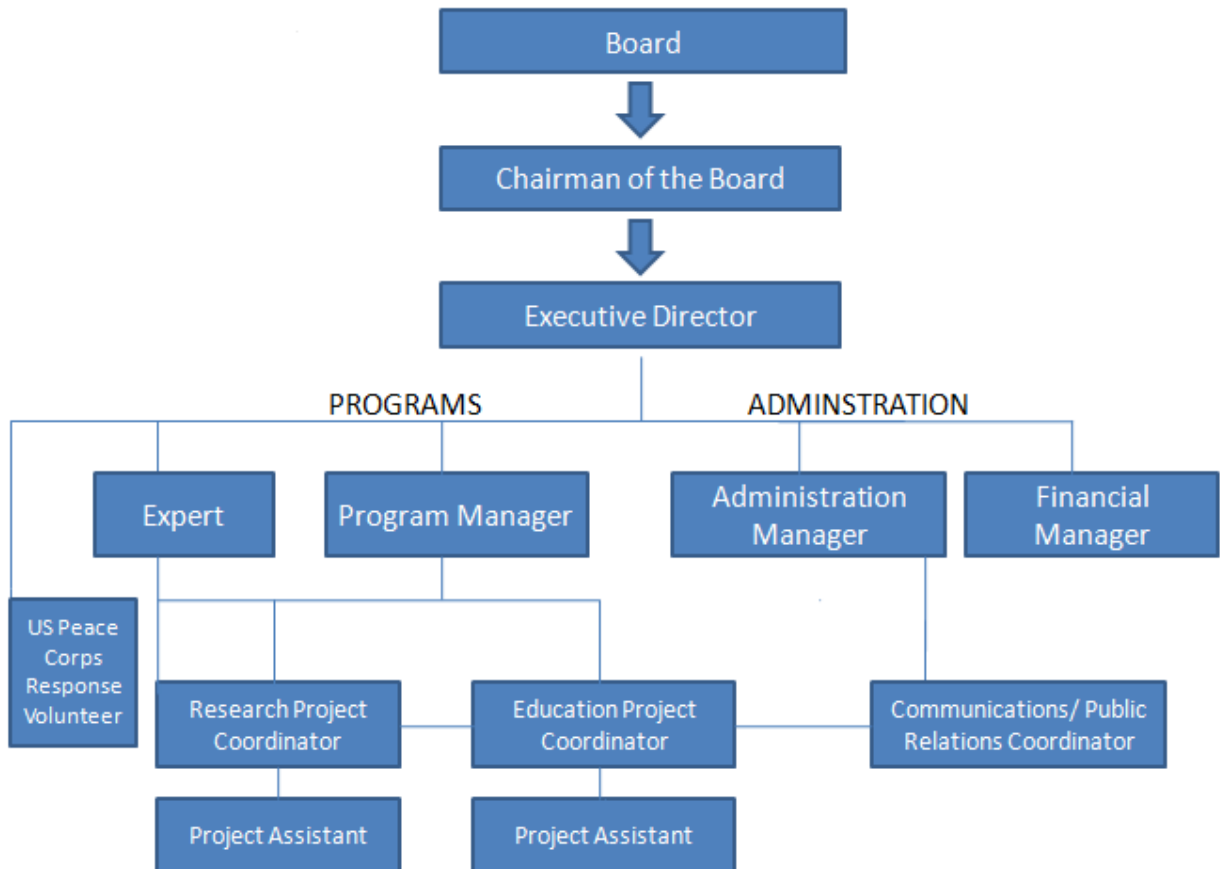 Board
Chairman of the Board
Executive Director
PROGRAMS
ADMINSTRATION
Expert
Program Manager
Administration
Manager
Financial
Manager
US Peace
Corps
Response
Volunteer
Research Project
Coordinator
Education Project
Coordinator
Communications/ Public
Relations Coordinator
Project Assistant
Project Assistant